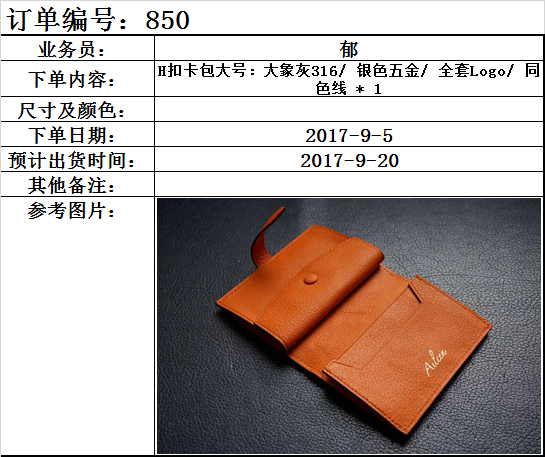 订单编号：850
业务员：
郁
下单内容：
H扣卡包大号：大象灰316/ 银色五金/ 全套Logo/ 同
色线 * 1
尺寸及颜色：
下单日期：
2017-9-5
预计出货时间：
2017-9-20
其他备注：
参考图片：
Aileen